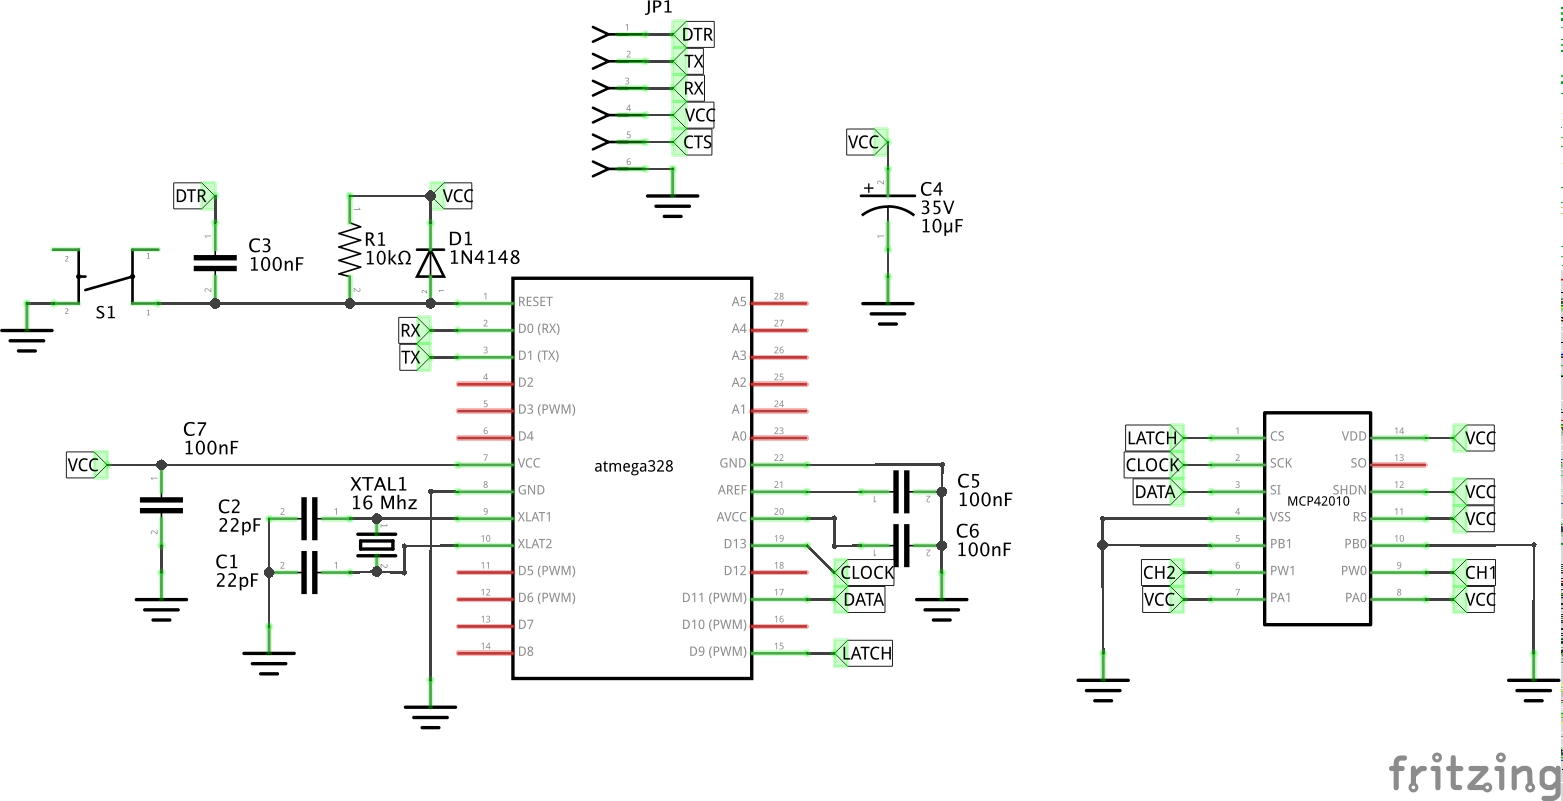 JP1
1 DTR
2 TX
3 RX
4 VCC
5 CTS
6
VCC
2
+ C4
35V
10µF
1
DTR
1
C3
100nF
2
1
R1
10kΩ
2
VCC
D1
1N4148
2 1
2 1
S1
2 1
RX
TX
1 RESET
2 D0 (RX)
3 D1 (TX)
4 D2
5 D3 (PWM)
6 D4
7 VCC
8 GND
9 XLAT1
10 XLAT2
11 D5 (PWM)
12 D6 (PWM)
13 D7
14 D8
atmega328
A5 28
A4 27
A3 26
A2 25
A1 24
A0 23
GND 22
AREF 21
AVCC 20
D13 19
D12 18
D11 (PWM) 17
D10 (PWM) 16
D9 (PWM) 15
C7
100nF
VCC
1
2
XTAL1
16 Mhz
1
2
C2
22pF
2 1
C1
22pF
2 1
C5
100nF
1 2
C6
100nF
1 2
CLOCK
DATA
LATCH
LATCH 1 CS
CLOCK 2 SCK
DATA 3 SI
4 VSS
5 PB1
CH2 6 PW1
VCC 7 PA1
MCP42010
VDD 14 VCC
SO 13
SHDN 12 VCC
RS 11 VCC
PB0 10
PW0 9 CH1
PA0 8 VCC
fritzing